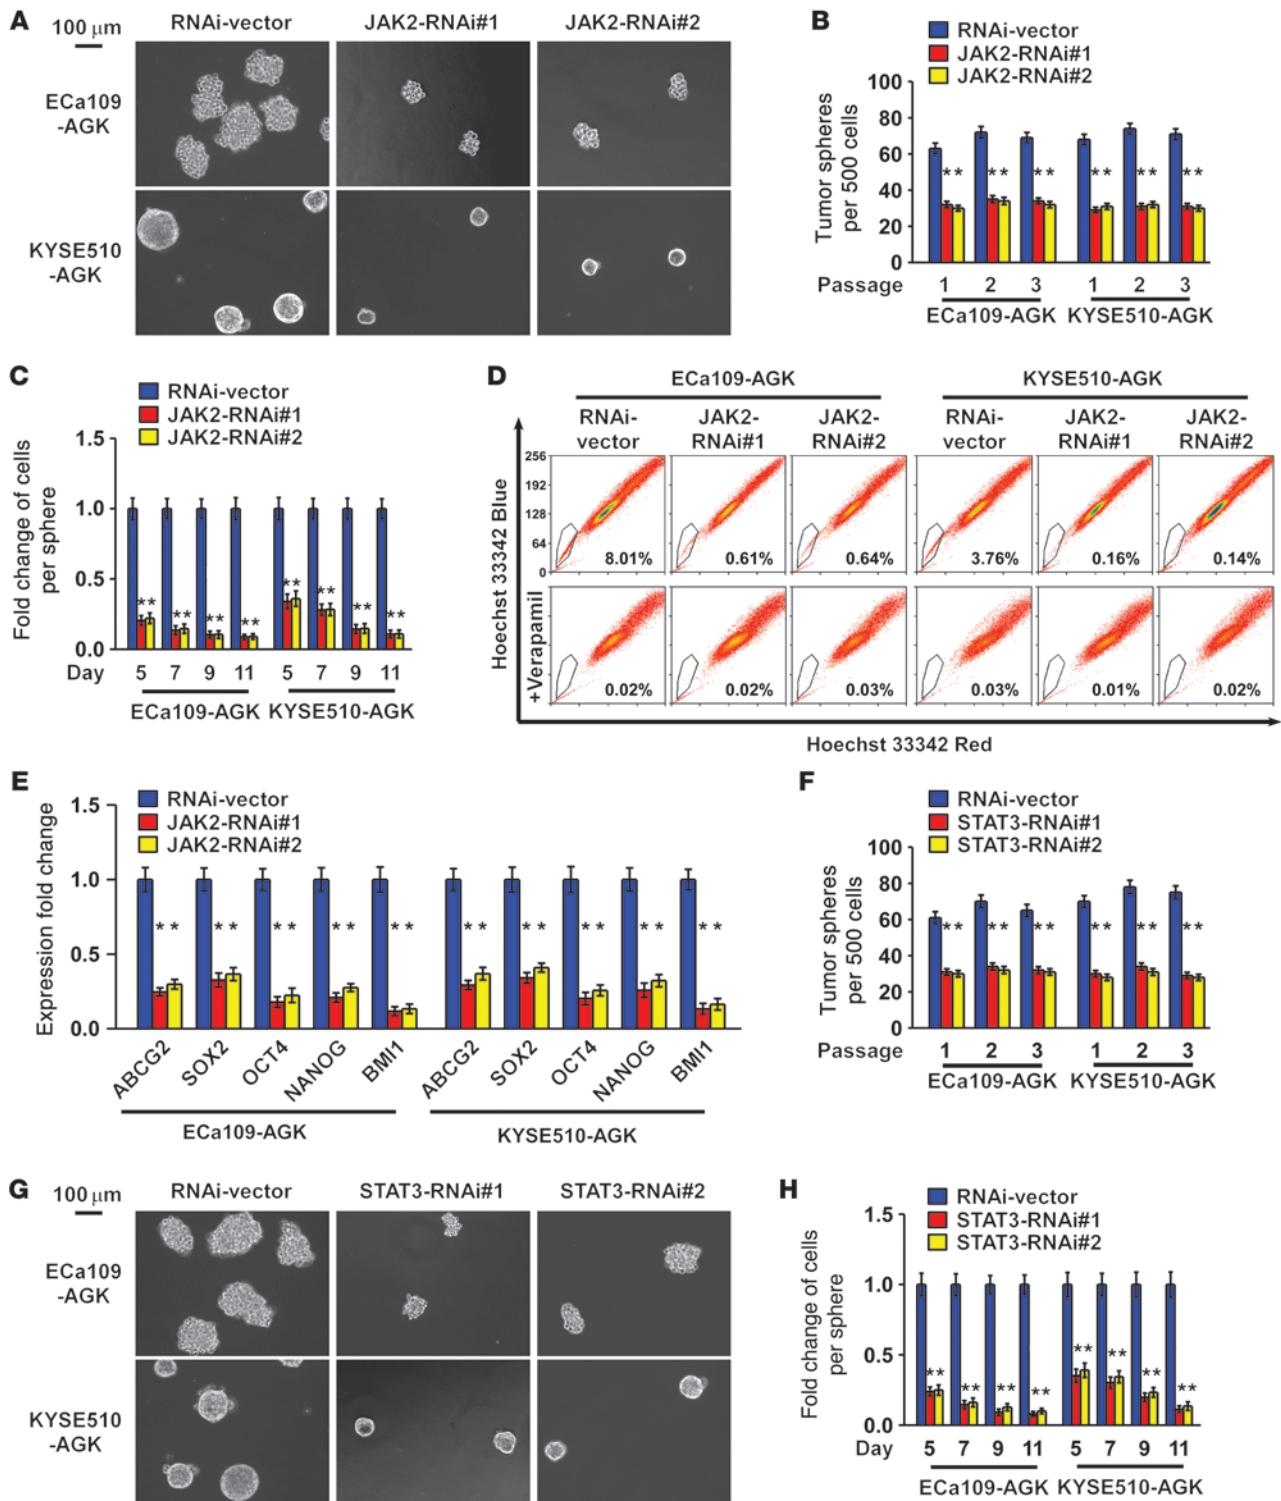 A
100 μm
RNAi-vector JAK2-RNAi#1 JAK2-RNAi#2
ECa109
-AGK
KYSE510
-AGK
B
RNAi-vector
JAK2-RNAi#1
JAK2-RNAi#2
Tumor spheres
per 500 cells
100
80
60
40
20
0
** ** ** ** ** **
Passage 1 2 3 1 2 3
ECa109-AGK KYSE510-AGK
C
RNAi-vector
JAK2-RNAi#1
JAK2-RNAi#2
Fold change of cells
per sphere
1.5
1.0
0.5
0.0
** ** ** ** ** ** ** **
Day 5 7 9 11 5 7 9 11
ECa109-AGK KYSE510-AGK
D
ECa109-AGK KYSE510-AGK
RNAi-
vector
JAK2-
RNAi#1
JAK2-
RNAi#2
RNAi-
vector
JAK2-
RNAi#1
JAK2-
RNAi#2
Hoechst 33342 Blue
256
192
128
64
0
8.01% 0.61% 0.64% 3.76% 0.16% 0.14%
+Verapamil
0.02% 0.02% 0.03% 0.03% 0.01% 0.02%
Hoechst 33342 Red
E
RNAi-vector
JAK2-RNAi#1
JAK2-RNAi#2
Expression fold change
1.5
1.0
0.5
0.0
** ** ** ** ** ** ** ** ** **
ABCG2 SOX2 OCT4 NANOG BMI1 ABCG2 SOX2 OCT4 NANOG BMI1
ECa109-AGK KYSE510-AGK
F
RNAi-vector
STAT3-RNAi#1
STAT3-RNAi#2
Tumor spheres
per 500 cells
100
80
60
40
20
0
** ** ** ** ** **
Passage 1 2 3 1 2 3
ECa109-AGK KYSE510-AGK
G
100 μm
RNAi-vector STAT3-RNAi#1 STAT3-RNAi#2
ECa109
-AGK
KYSE510
-AGK
H
RNAi-vector
STAT3-RNAi#1
STAT3-RNAi#2
Fold change of cells
per sphere
1.5
1.0
0.5
0.0
** ** ** ** ** ** ** **
Day 5 7 9 11 5 7 9 11
ECa109-AGK KYSE510-AGK